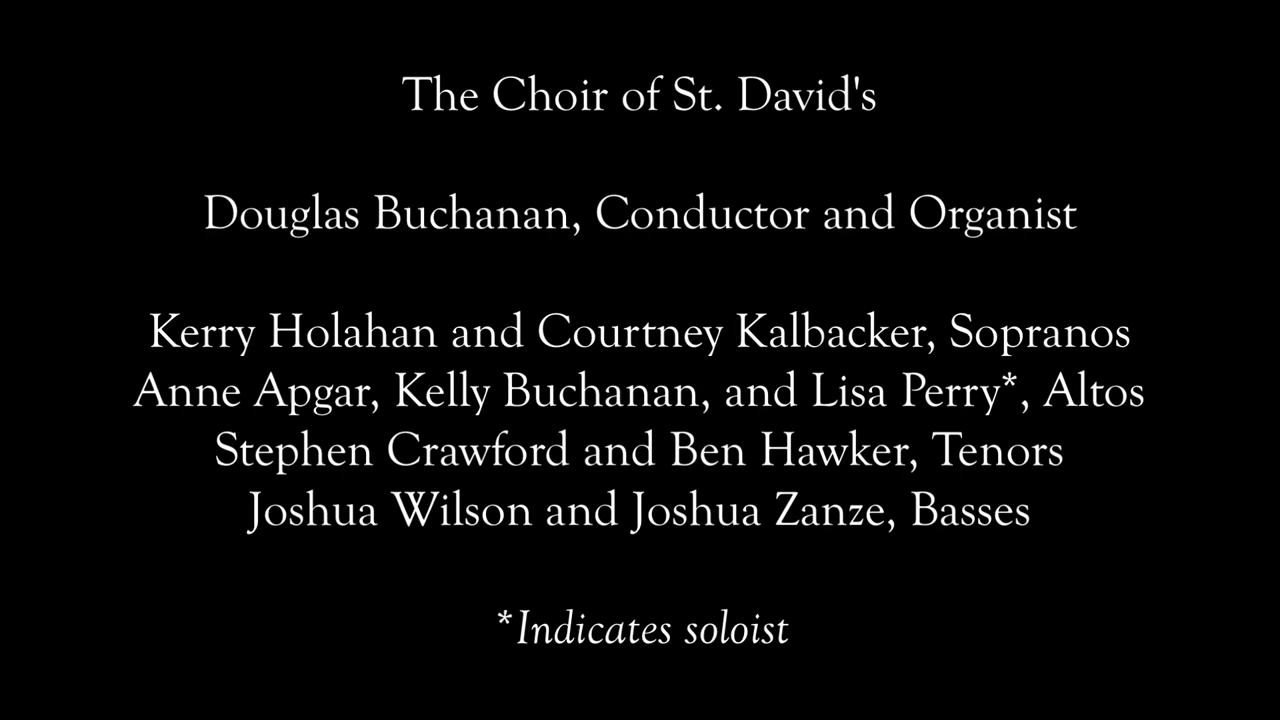 The Choir of St. David's
Douglas Buchanan, Conductor and Organist
Kerry Holahan and Courtney Kalbacker, Sopranos
Anne Apgar, Kelly Buchanan, and Lisa Perry*, Altos
Stephen Crawford and Ben Hawker, Tenors
Joshua Wilson and Joshua Zanze, Basses
*Indicates soloist